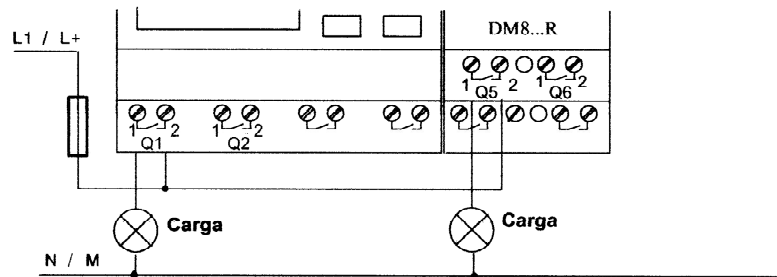 DM8...R
L1 / L+
1 2 1 2
Q5 Q6
1 2 1 2
Q1 Q2
Carga Carga
N / M